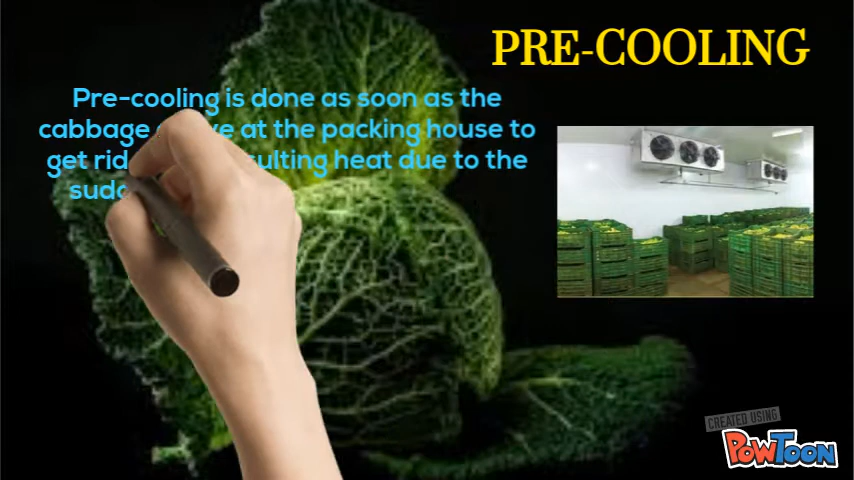 PRE-COOLING
Pre-cooling is done as soon as the
cabbage at the packing house to
get rid heat due to the
CREATED USING
POWTOON